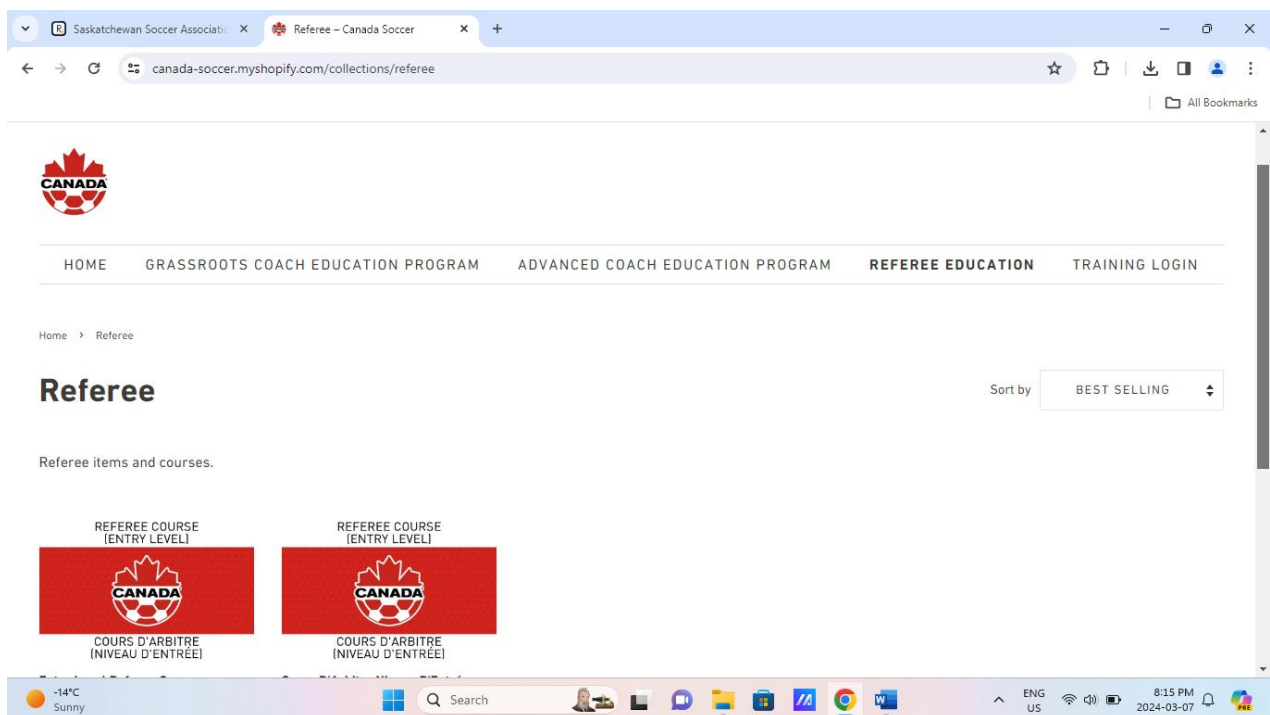 Saskatchewan Soccer Associatic
Referee – Canada Soccer
canada-soccer.myshopify.com/collections/referee
All Bookmarks
CANADA
HOME GRASSROOTS COACH EDUCATION PROGRAM ADVANCED COACH EDUCATION PROGRAM REFEREE EDUCATION TRAINING LOGIN
Home > Referee
Referee
Sort by BEST SELLING
Referee items and courses.
REFEREE COURSE
(ENTRY LEVEL)
CANADA
COURS D'ARBITRE
(NIVEAU D'ENTRÉE)
REFEREE COURSE
(ENTRY LEVEL)
CANADA
COURS D'ARBITRE
(NIVEAU D'ENTRÉE)
-14°C
Sunny
Search
ENG
US
8:15 PM
2024-03-07
PRE